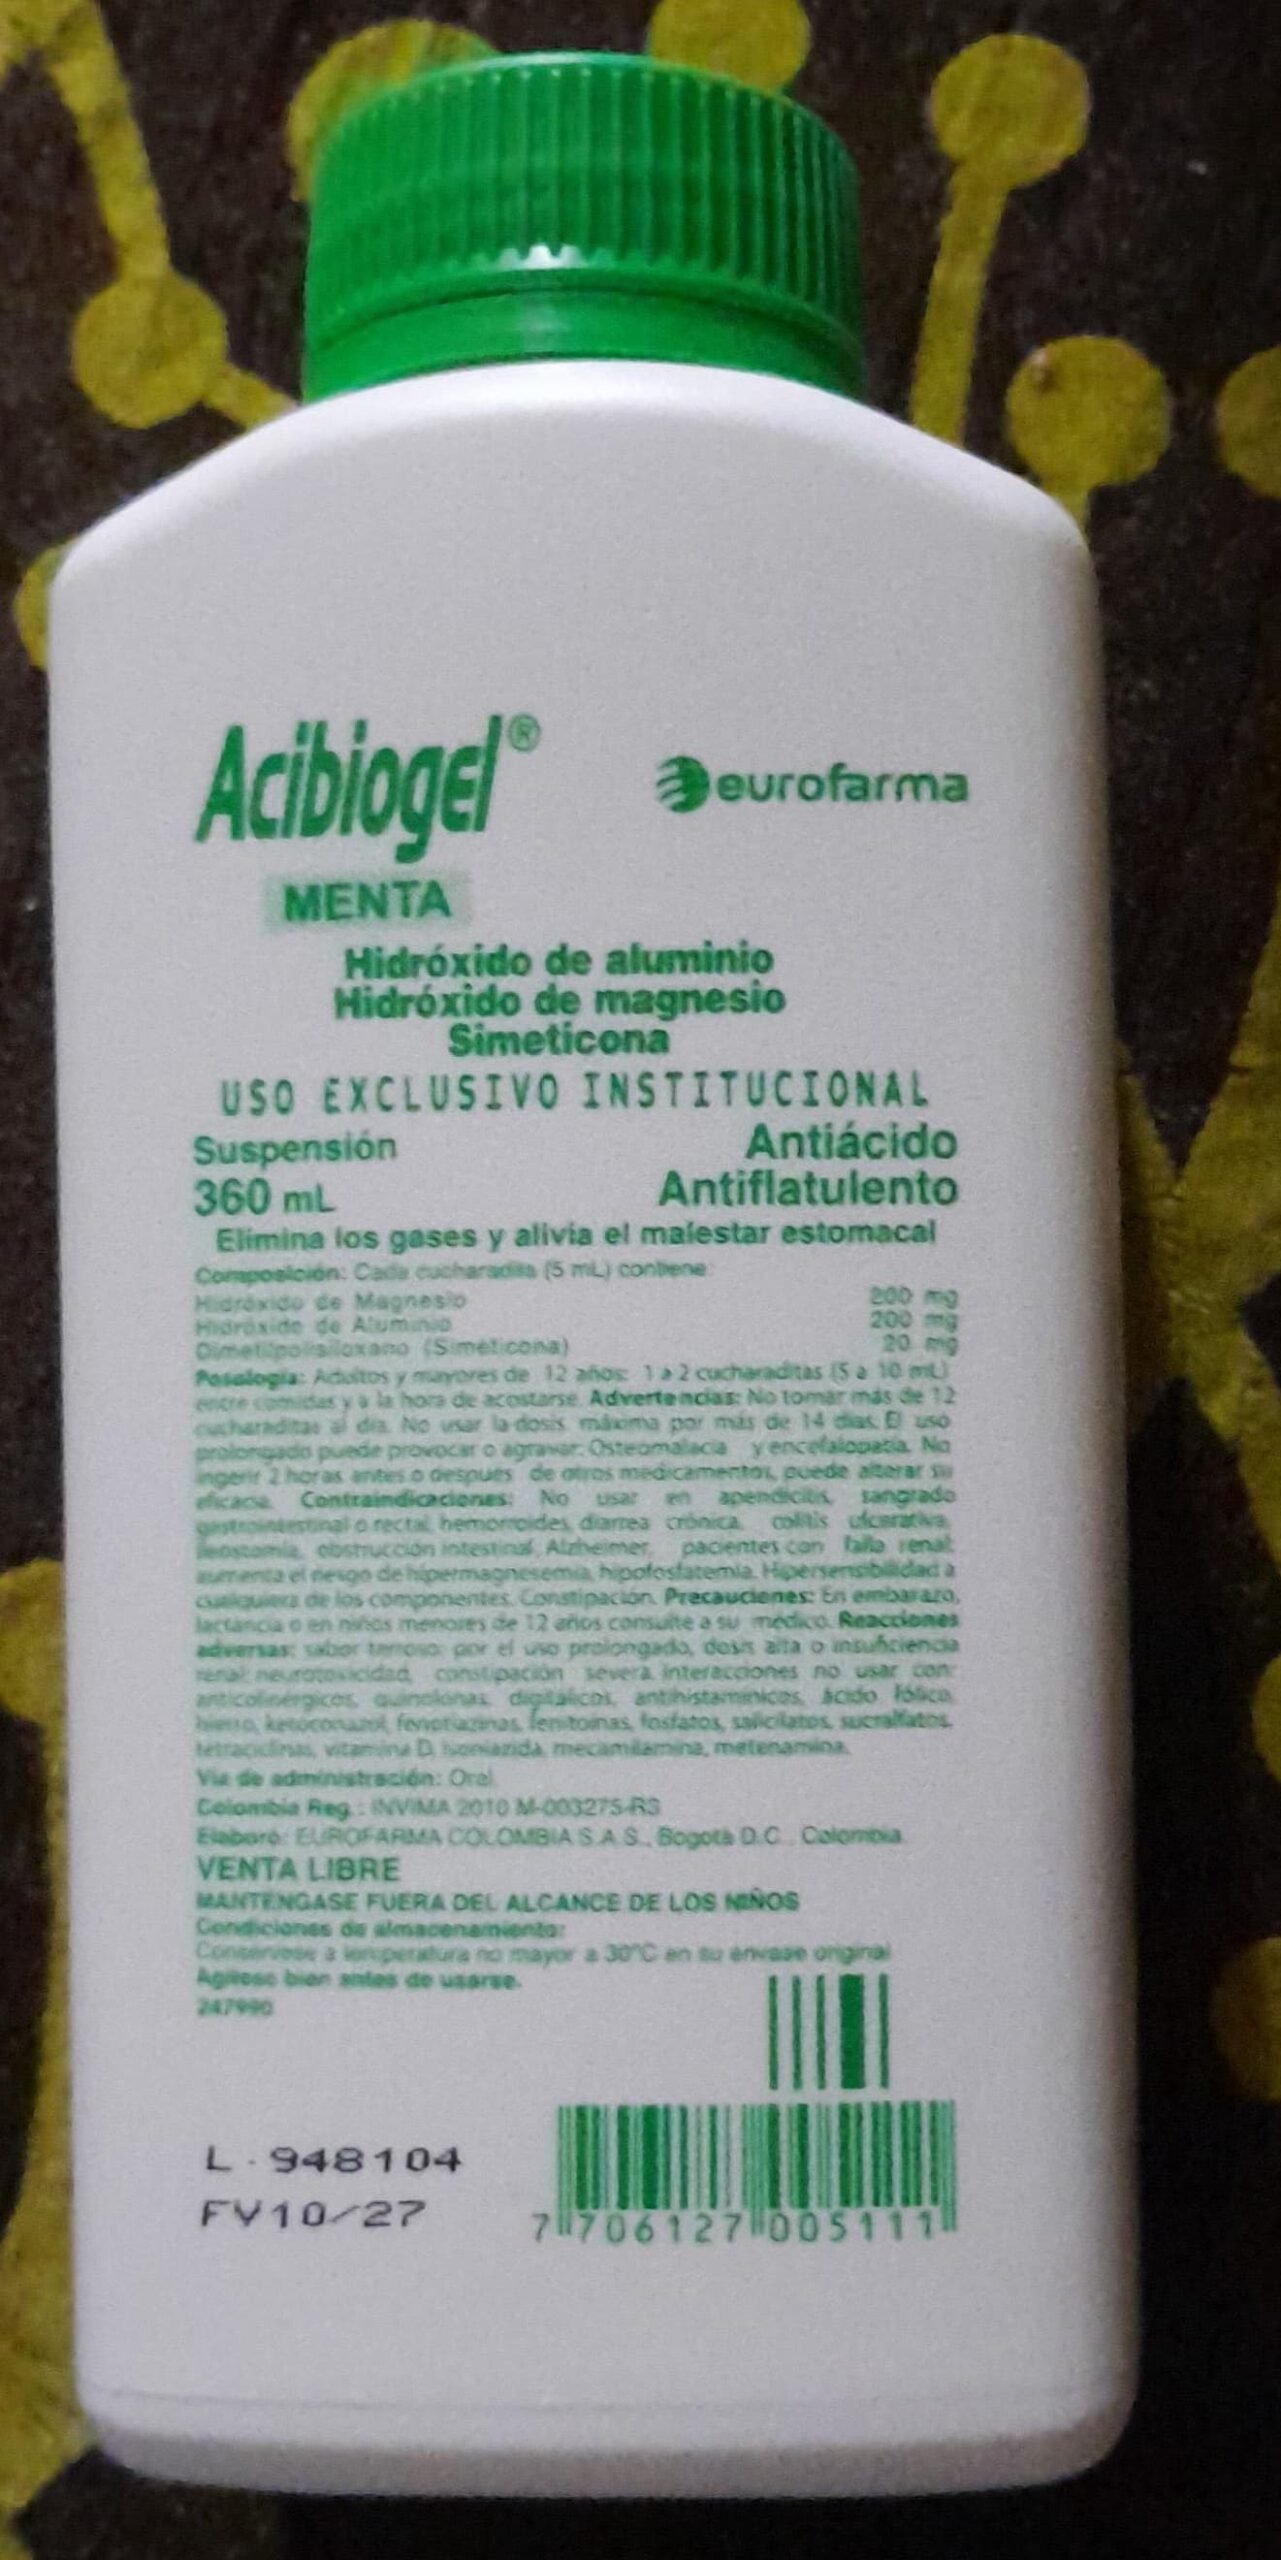 Acibiogel®
eurofarma
MENTA
Hidróxido de aluminio
Hidróxido de magnesio
Simeticona
USO EXCLUSIVO INSTITUCIONAL
Suspensión Antiácido
360 mL Antiflatulento
Elimina los gases y alivia el malestar estomacal
Composición: Cada cucharadita (5 mL) contiene:
Hidróxido de Magnesio 200 mg
Hidróxido de Aluminio 200 mg
Dimetilpolisiloxano (Simeticona) 20 mg
Posología: Adultos y mayores de 12 años: 1 a 2 cucharaditas (5 a 10 mL)
entre comidas y a la hora de acostarse. Advertencias: No tomar más de 12
cucharaditas al día. No usar la dosis máxima por más de 14 días. El uso
prolongado puede provocar o agravar: Osteomalacia y encefalopatía. No
ingerir 2 horas antes o después de otros medicamentos, puede alterar su
eficacia. Contraindicaciones: No usar en apendicitis, sangrado
gastrointestinal o rectal, hemorroides, diarrea crónica, colitis ulcerativa,
ileostomía, obstrucción intestinal, Alzheimer, pacientes con falla renal:
aumenta el riesgo de hipermagnesemia, hipofosfatemia. Hipersensibilidad a
cualquiera de los componentes. Constipación. Precauciones: En embarazo,
lactancia o en niños menores de 12 años consulte a su médico. Reacciones
adversas: sabor terroso: por el uso prolongado, dosis alta o insuficiencia
renal: neurotoxicidad, constipación severa. Interacciones no usar con:
anticolinérgicos, quinolonas, digitálicos, antihistamínicos, ácido fólico,
hierro, ketoconazol, fenotiazinas, fenitoinas, fosfatos, salicilatos, sucralfatos,
tetraciclinas, vitamina D, Isoniazida, mecamilamina, metenamina.
Vía de administración: Oral
Colombia Reg.: INVIMA 2010 M-003275-R3
Elaboró: EUROFARMA COLOMBIA S.A.S., Bogotá D.C., Colombia
VENTA LIBRE
MANTÉNGASE FUERA DEL ALCANCE DE LOS NIÑOS
Condiciones de almacenamiento:
Consérvese a temperatura no mayor a 30°C en su envase original
Agítese bien antes de usarse.
247990
L - 948104
FV10/27
7 706127 005111